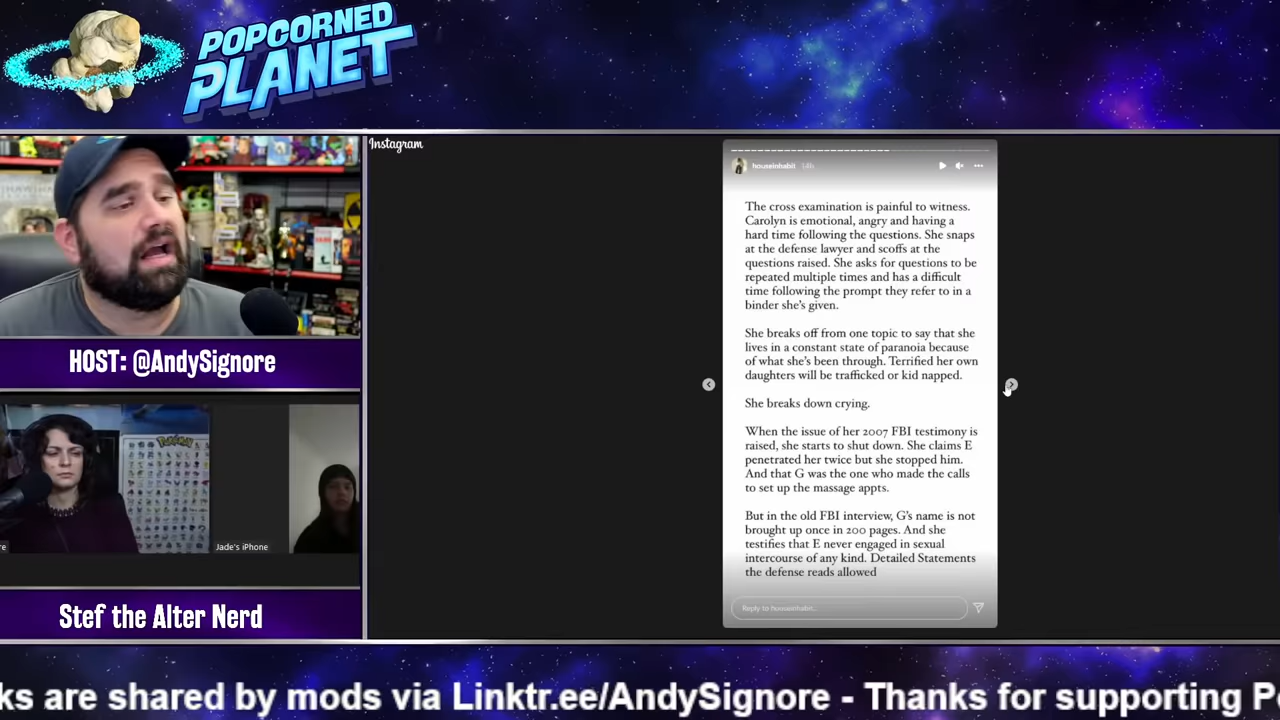 POPCORNED
PLANET
Instagram
houseinhabit 14h
The cross examination is painful to witness.
Carolyn is emotional, angry and having a
hard time following the questions. She snaps
at the defense lawyer and scoffs at the
questions raised. She asks for questions to be
repeated multiple times and has a difficult
time following the prompt they refer to in a
binder she's given.
She breaks off from one topic to say that she
lives in a constant state of paranoia because
of what she's been through. Terrified her own
daughters will be trafficked or kid napped.
She breaks down crying.
When the issue of her 2007 FBI testimony is
raised, she starts to shut down. She claims E
penetrated her twice but she stopped him.
And that G was the one who made the calls
to set up the massage appts.
But in the old FBI interview, G's name is not
brought up once in 200 pages. And she
testifies that E never engaged in sexual
intercourse of any kind. Detailed Statements
the defense reads allowed
Reply to houseinhabit...
HOST: @AndySignore
POKéMON
re
Jade's iPhone
Stef the Alter Nerd
ks are shared by mods via Linktr.ee/AndySignore - Thanks for supporting P